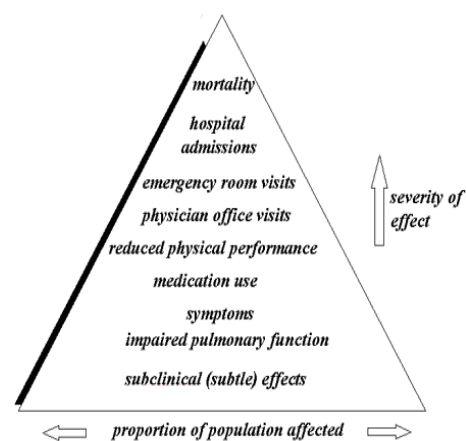 mortality
hospital
admissions
emergency room visits
physician office visits
reduced physical performance
medication use
symptoms
impaired pulmonary function
subclinical (subtle) effects
severity of
effect
proportion of population affected